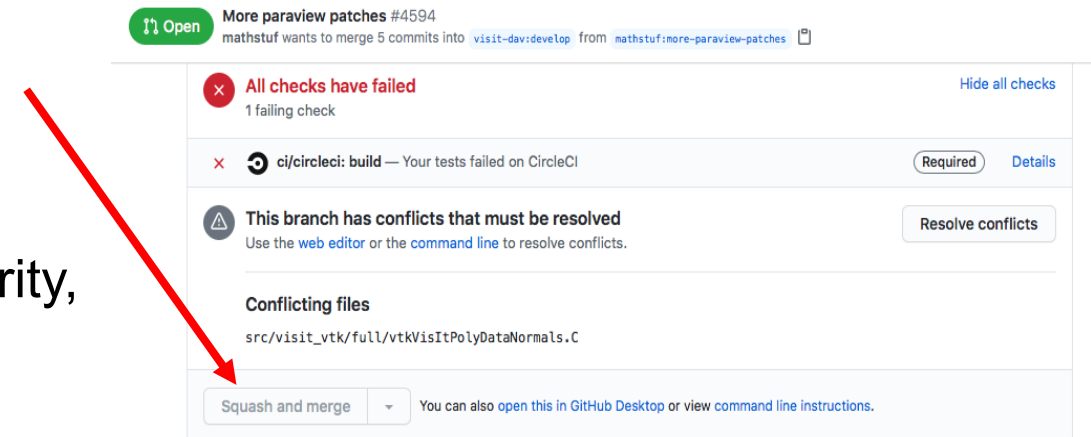 Open
More paraview patches #4594
mathstuf wants to merge 5 commits into visit-dav:develop from mathstuf:more-paraview-patches
All checks have failed
Hide all checks
1 failing check
ci/circleci: build — Your tests failed on CircleCI
Required
Details
This branch has conflicts that must be resolved
Resolve conflicts
Use the web editor or the command line to resolve conflicts.
rity,
Conflicting files
src/visit_vtk/full/vtkVisItPolyDataNormals.C
Squash and merge
You can also open this in GitHub Desktop or view command line instructions.